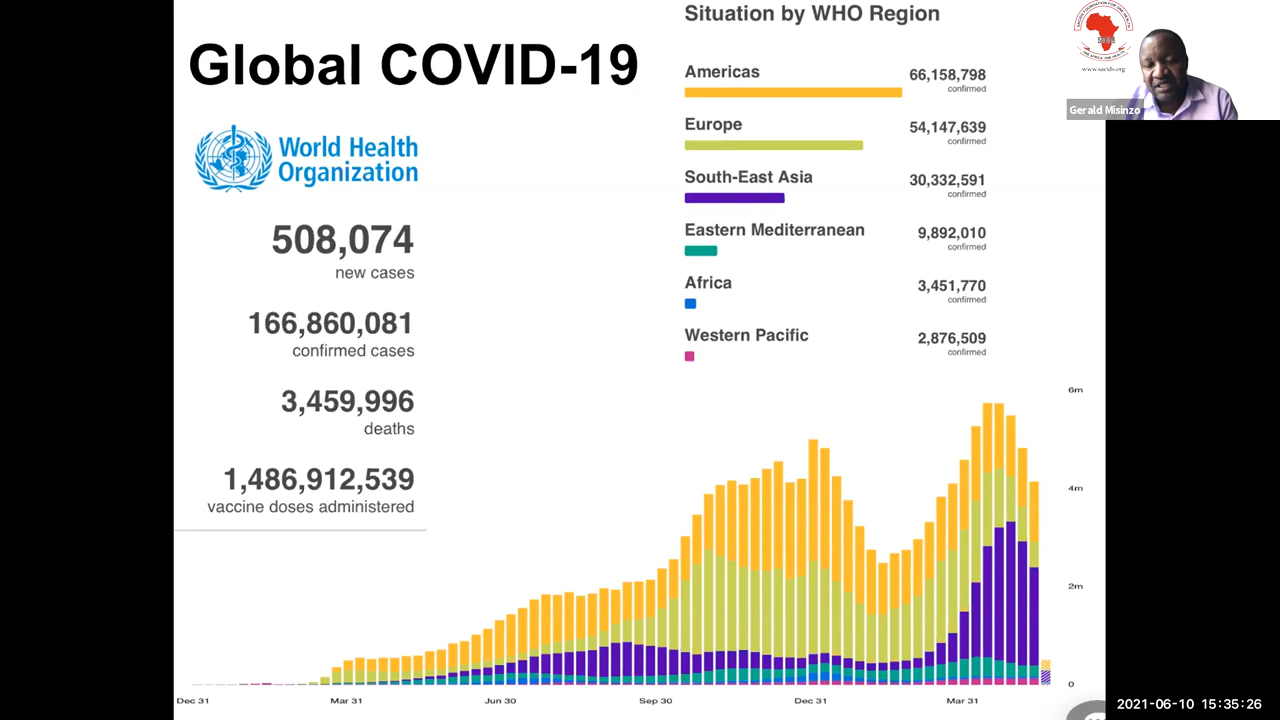 Global COVID-19
World Health
Organization
508,074
new cases
166,860,081
confirmed cases
3,459,996
deaths
1,486,912,539
vaccine doses administered
Situation by WHO Region
Americas
66,158,798
confirmed
Europe
54,147,639
confirmed
South-East Asia
30,332,591
confirmed
Eastern Mediterranean
9,892,010
confirmed
Africa
3,451,770
confirmed
Western Pacific
2,876,509
confirmed
6m
4m
2m
0
Dec 31
Mar 31
Jun 30
Sep 30
Dec 31
Mar 31
www.sacids.org
Gerald Misinzo
2021-06-10 15:35:26